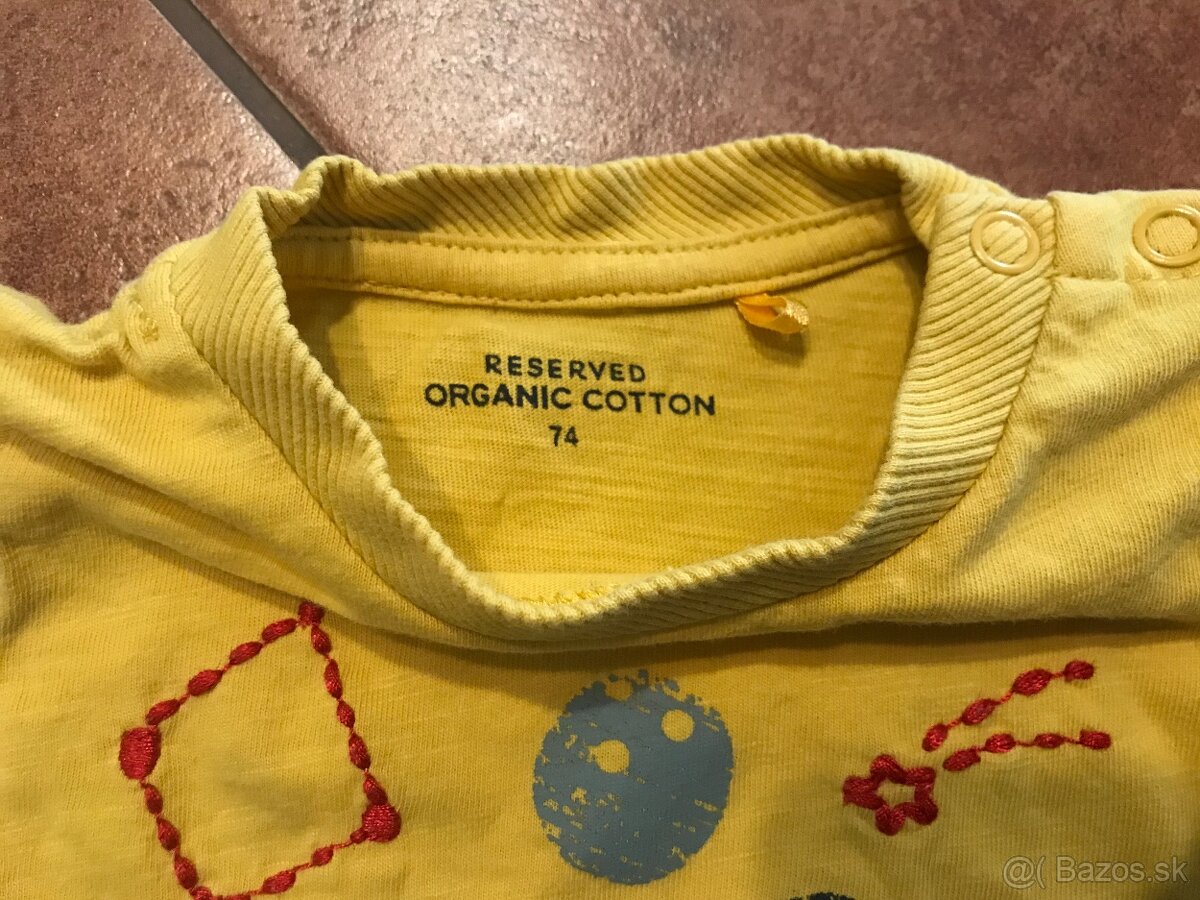 RESERVED
ORGANIC COTTON
74
@( Bazos.sk